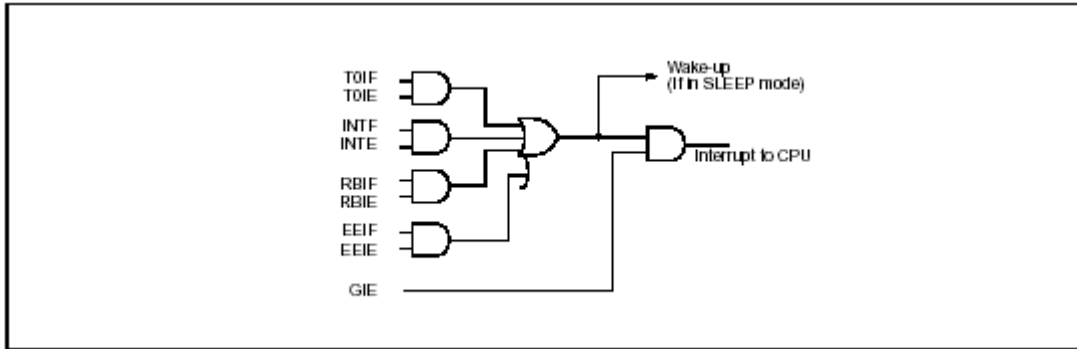 T0IF
T0IE
INTF
INTE
RBIF
RBIE
EEIF
EEIE
GIE
Wake-up
(If in SLEEP mode)
Interrupt to CPU